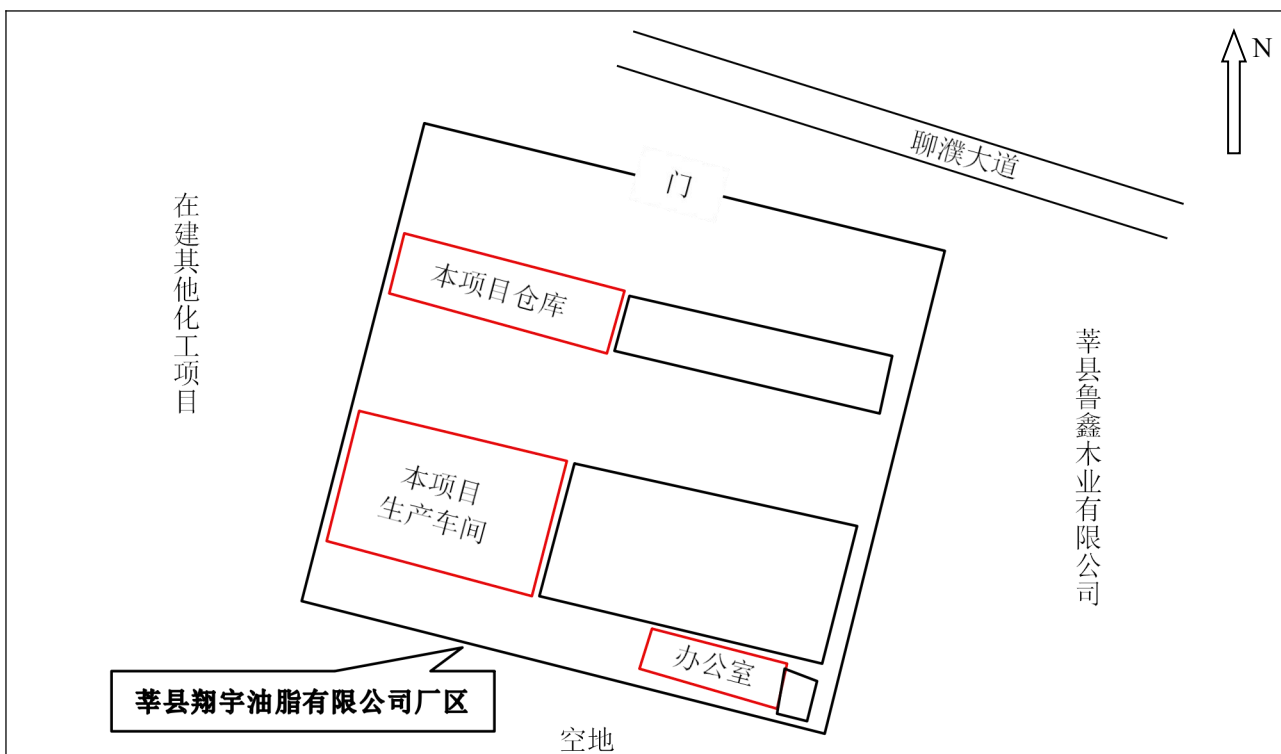 N
聊濮大道
门
在建其他化工项目
本项目仓库
莘县鲁鑫木业有限公司
本项目
生产车间
办公室
莘县翔宇油脂有限公司厂区
空地